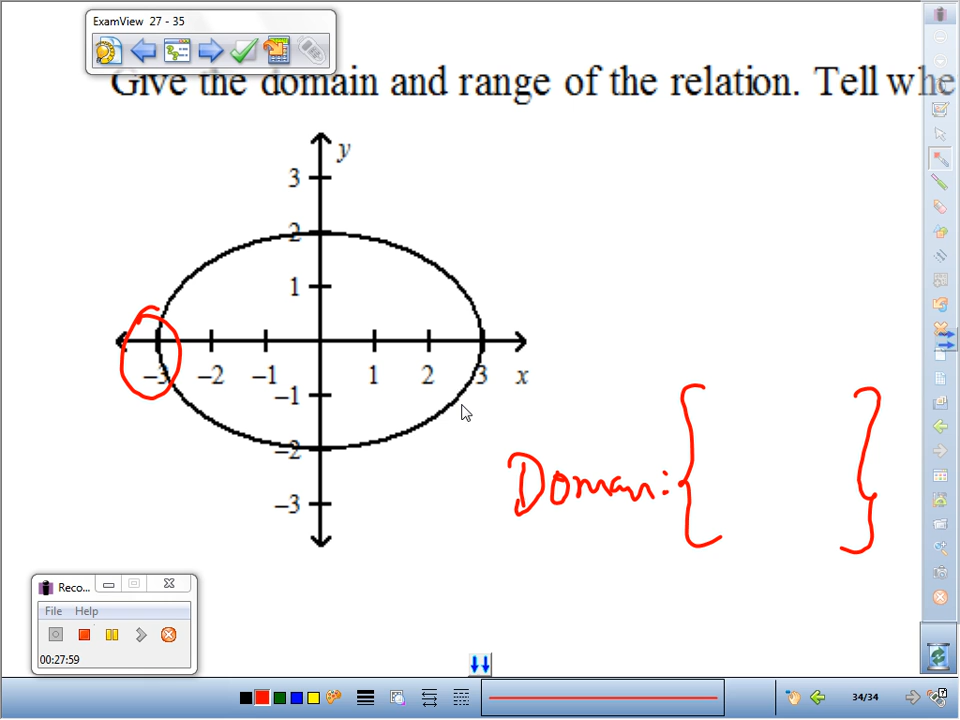 ExamView 27 - 35
Give the domain and range of the relation. Tell whe
y
3
2
1
-3 -2 -1 1 2 3 x
-1
-2
-3
Domain: { }
Reco...
File Help
00:27:59
34/34